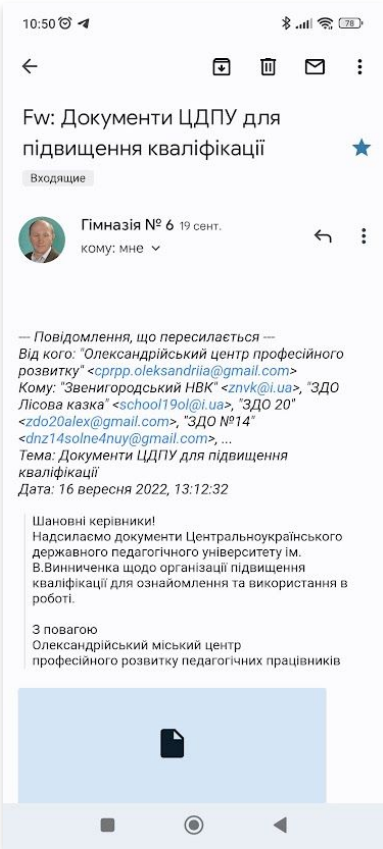 10:50
78
Fw: Документи ЦДПУ для
підвищення кваліфікації
Входящие
Гімназія № 6 19 сент.
кому: мне
--- Повідомлення, що пересилається ---
Від кого: "Олександрійський центр професійного
розвитку" <cprpp.oleksandriia@gmail.com>
Кому: "Звенигородський НВК" <znvk@i.ua>, "ЗДО
Лісова казка" <school19ol@i.ua>, "ЗДО 20"
<zdo20alex@gmail.com>, "ЗДО №14"
<dnz14solne4nuy@gmail.com>, ...
Тема: Документи ЦДПУ для підвищення
кваліфікації
Дата: 16 вересня 2022, 13:12:32
Шановні керівники!
Надсилаємо документи Центральноукраїнського
державного педагогічного університету ім.
В.Винниченка щодо організації підвищення
кваліфікації для ознайомлення та використання в
роботі.
З повагою
Олександрійський міський центр
професійного розвитку педагогічних працівників